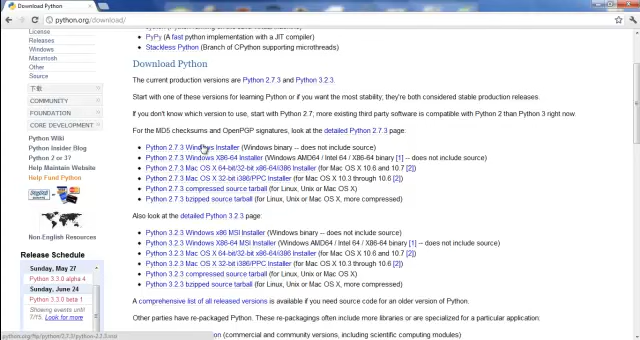 Download Python
python.org/download/
License
Releases
Windows
Macintosh
Other
Source
下載
COMMUNITY
FOUNDATION
CORE DEVELOPMENT
Python Wiki
Python Insider Blog
Python 2 or 3?
Help Maintain Website
Help Fund Python
Non-English Resources
Release Schedule
Sunday, May 27
Python 3.3.0 alpha 4
Sunday, June 24
Python 3.3.0 beta 1
Showing events until
7/15. Look for more
PyPy (A fast python implementation with a JIT compiler)
Stackless Python (Branch of CPython supporting microthreads)
Download Python
The current production versions are Python 2.7.3 and Python 3.2.3.
Start with one of these versions for learning Python or if you want the most stability; they're both considered stable production releases.
If you don't know which version to use, start with Python 2.7; more existing third party software is compatible with Python 2 than Python 3 right now.
For the MD5 checksums and OpenPGP signatures, look at the detailed Python 2.7.3 page:
Python 2.7.3 Windows Installer (Windows binary -- does not include source)
Python 2.7.3 Windows X86-64 Installer (Windows AMD64 / Intel 64 / X86-64 binary [1] -- does not include source)
Python 2.7.3 Mac OS X 64-bit/32-bit x86-64/i386 Installer (for Mac OS X 10.6 and 10.7 [2])
Python 2.7.3 Mac OS X 32-bit i386/PPC Installer (for Mac OS X 10.3 through 10.6 [2])
Python 2.7.3 compressed source tarball (for Linux, Unix or Mac OS X)
Python 2.7.3 bzipped source tarball (for Linux, Unix or Mac OS X, more compressed)
Also look at the detailed Python 3.2.3 page:
Python 3.2.3 Windows x86 MSI Installer (Windows binary -- does not include source)
Python 3.2.3 Windows X86-64 MSI Installer (Windows AMD64 / Intel 64 / X86-64 binary [1] -- does not include source)
Python 3.2.3 Mac OS X 64-bit/32-bit x86-64/i386 Installer (for Mac OS X 10.6 and 10.7 [2])
Python 3.2.3 Mac OS X 32-bit i386/PPC Installer (for Mac OS X 10.3 through 10.6 [2])
Python 3.2.3 compressed source tarball (for Linux, Unix or Mac OS X)
Python 3.2.3 bzipped source tarball (for Linux, Unix or Mac OS X, more compressed)
A comprehensive list of all released versions is available if you need source code for an older version of Python.
Other parties have re-packaged Python. These re-packagings often include more libraries or are specialized for a particular application:
(commercial and community versions, including scientific computing modules)
python.org/ftp/python/2.7.3/python-2.7.3.msi